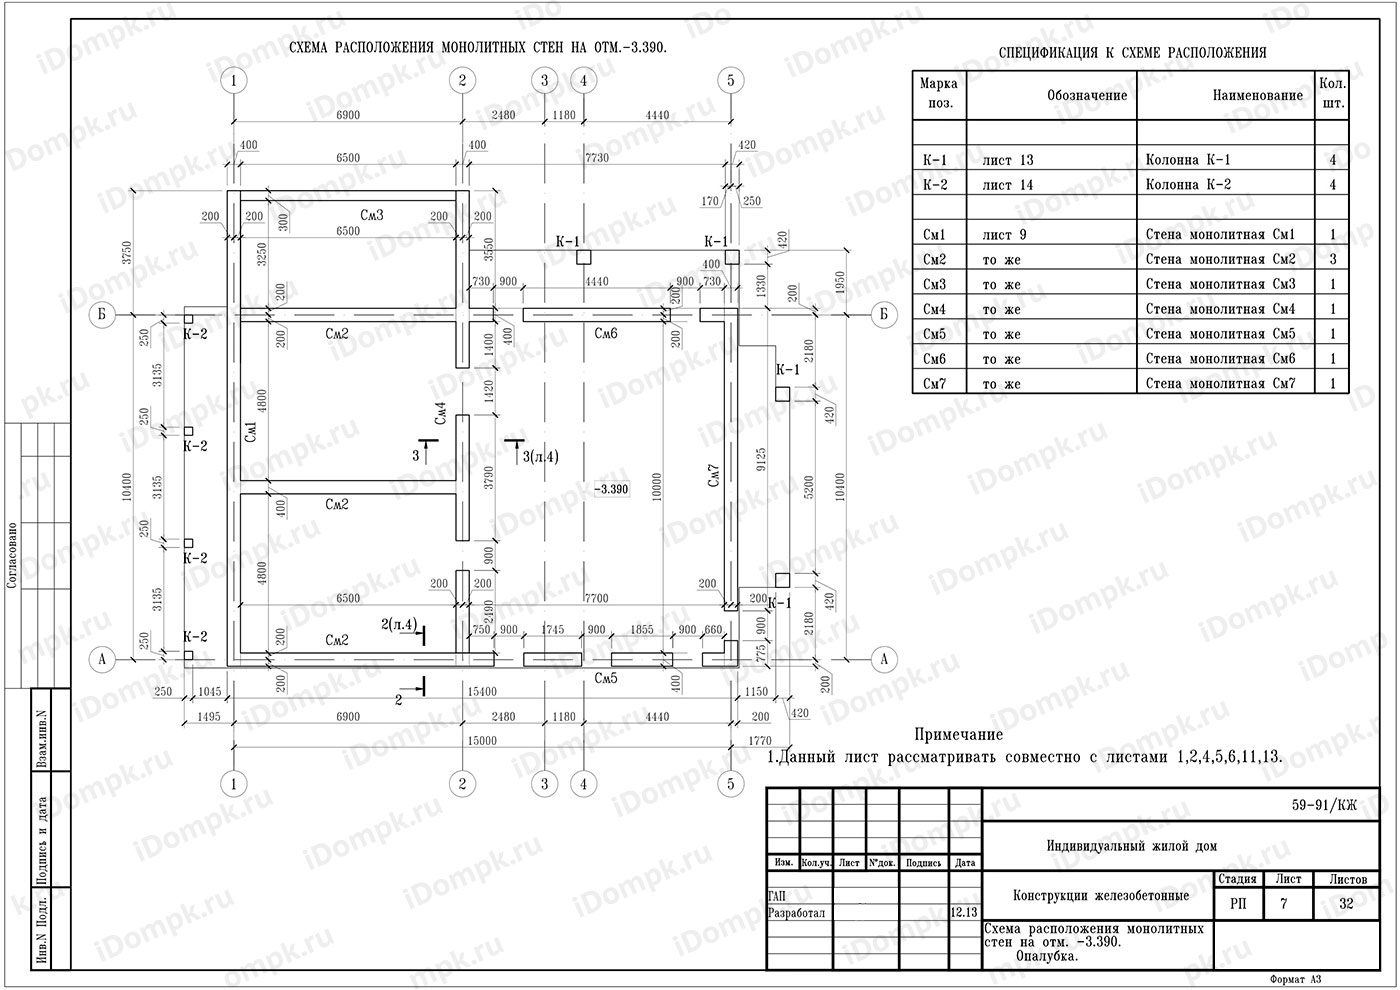 СХЕМА РАСПОЛОЖЕНИЯ МОНОЛИТНЫХ СТЕН НА ОТМ.-3.390.
1 2 3 4 5
6900 2480 1180 4440
400 400 420
6500 7730
170 250
200 200 300 См3 200 200
6500
3750 3250 3550
К-1 К-1
420
400
1330 1950
730 900 4440 900 730
200 200 200
Б Б
250 К-2 200 См2 400 См6 200
1400 2180
3135 1420
К-1
420
250 К-2 4800 См1 См4
3 3(л.4)
См7 9125
10400 3135 3790 10000 5200 10400
-3.390
400 См2
250 К-2
900
4800
3135 200 200 200 200 420
6500 7700
К-1
2490
2(л.4)
750 900 1745 900 1855 900 660
900 2180
775
К-2 200 См2
250
А А
200 См5 400 200
2
250 1045 15400 1150
420
1495 6900 2480 1180 4440 200
15000 1770
1 2 3 4 5
СПЕЦИФИКАЦИЯ К СХЕМЕ РАСПОЛОЖЕНИЯ
Марка поз. Обозначение Наименование Кол. шт.
К-1 лист 13 Колонна К-1 4
К-2 лист 14 Колонна К-2 4
См1 лист 9 Стена монолитная См1 1
См2 то же Стена монолитная См2 3
См3 то же Стена монолитная См3 1
См4 то же Стена монолитная См4 1
См5 то же Стена монолитная См5 1
См6 то же Стена монолитная См6 1
См7 то же Стена монолитная См7 1
Примечание
1.Данный лист рассматривать совместно с листами 1,2,4,5,6,11,13.
59-91/КЖ
Индивидуальный жилой дом
Изм. Кол.уч. Лист N°док. Подпись Дата
ГАП
Разработал 12.13
Конструкции железобетонные
Стадия Лист Листов
РП 7 32
Схема расположения монолитных
стен на отм. -3.390.
Опалубка.
Формат А3
Согласовано
Взам.инв.N
Подпись и дата
Инв.N Подл.
iDompk.ru